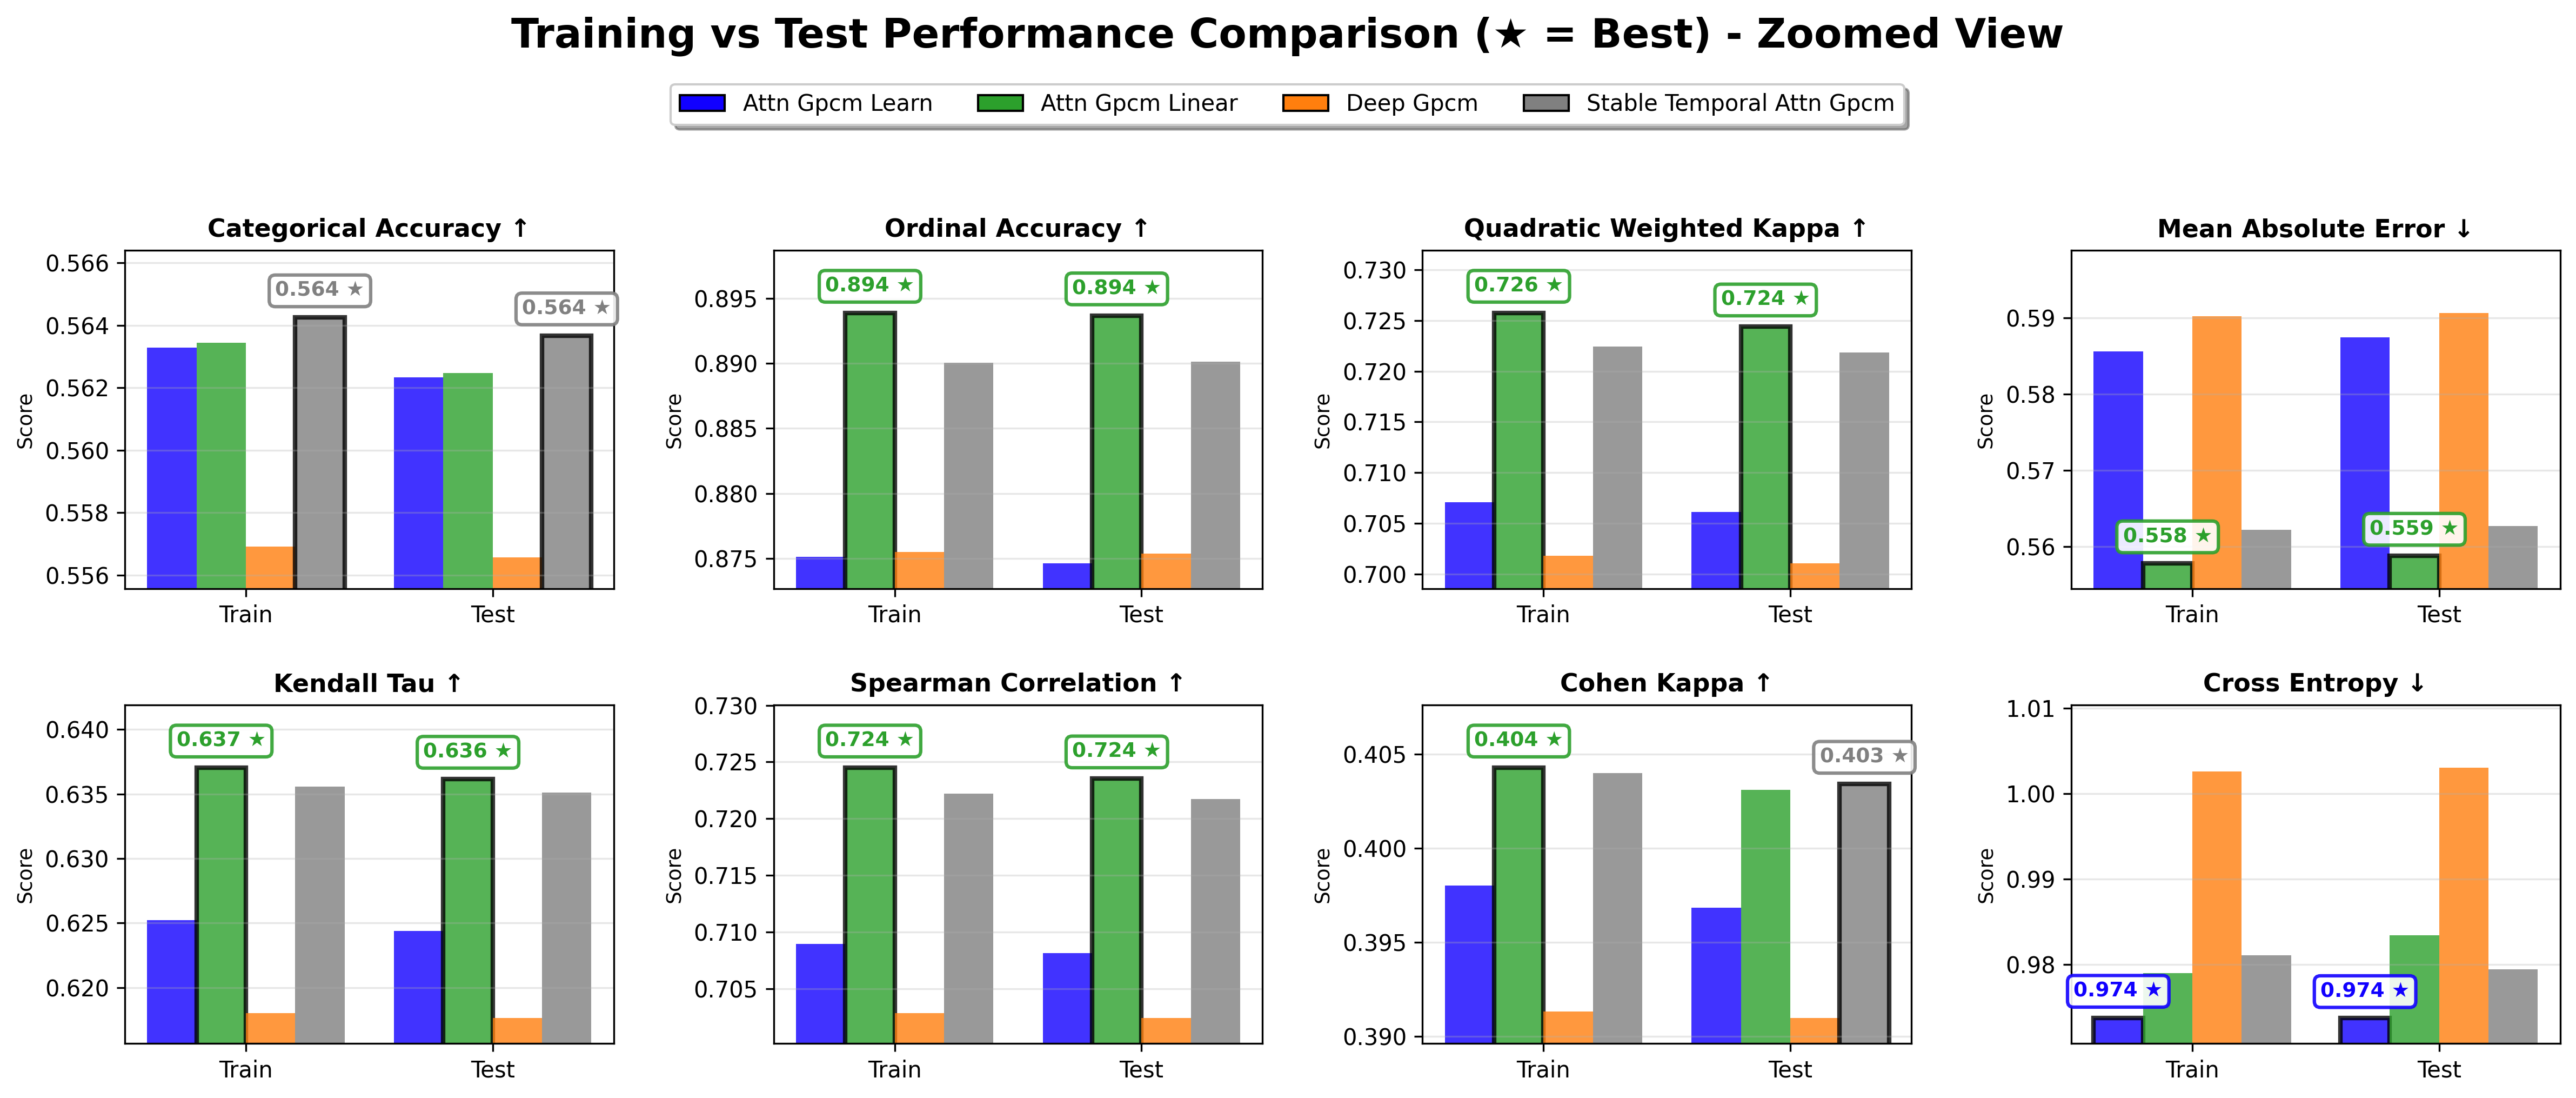 Training vs Test Performance Comparison (★ = Best) - Zoomed View
Attn Gpcm Learn Attn Gpcm Linear Deep Gpcm Stable Temporal Attn Gpcm
Categorical Accuracy ↑
Score
0.566
0.564
0.562
0.560
0.558
0.556
0.564 ★
0.564 ★
Train Test
Ordinal Accuracy ↑
Score
0.895
0.890
0.885
0.880
0.875
0.894 ★
0.894 ★
Train Test
Quadratic Weighted Kappa ↑
Score
0.730
0.725
0.720
0.715
0.710
0.705
0.700
0.726 ★
0.724 ★
Train Test
Mean Absolute Error ↓
Score
0.59
0.58
0.57
0.56
0.558 ★
0.559 ★
Train Test
Kendall Tau ↑
Score
0.640
0.635
0.630
0.625
0.620
0.637 ★
0.636 ★
Train Test
Spearman Correlation ↑
Score
0.730
0.725
0.720
0.715
0.710
0.705
0.724 ★
0.724 ★
Train Test
Cohen Kappa ↑
Score
0.405
0.400
0.395
0.390
0.404 ★
0.403 ★
Train Test
Cross Entropy ↓
Score
1.01
1.00
0.99
0.98
0.974 ★
0.974 ★
Train Test